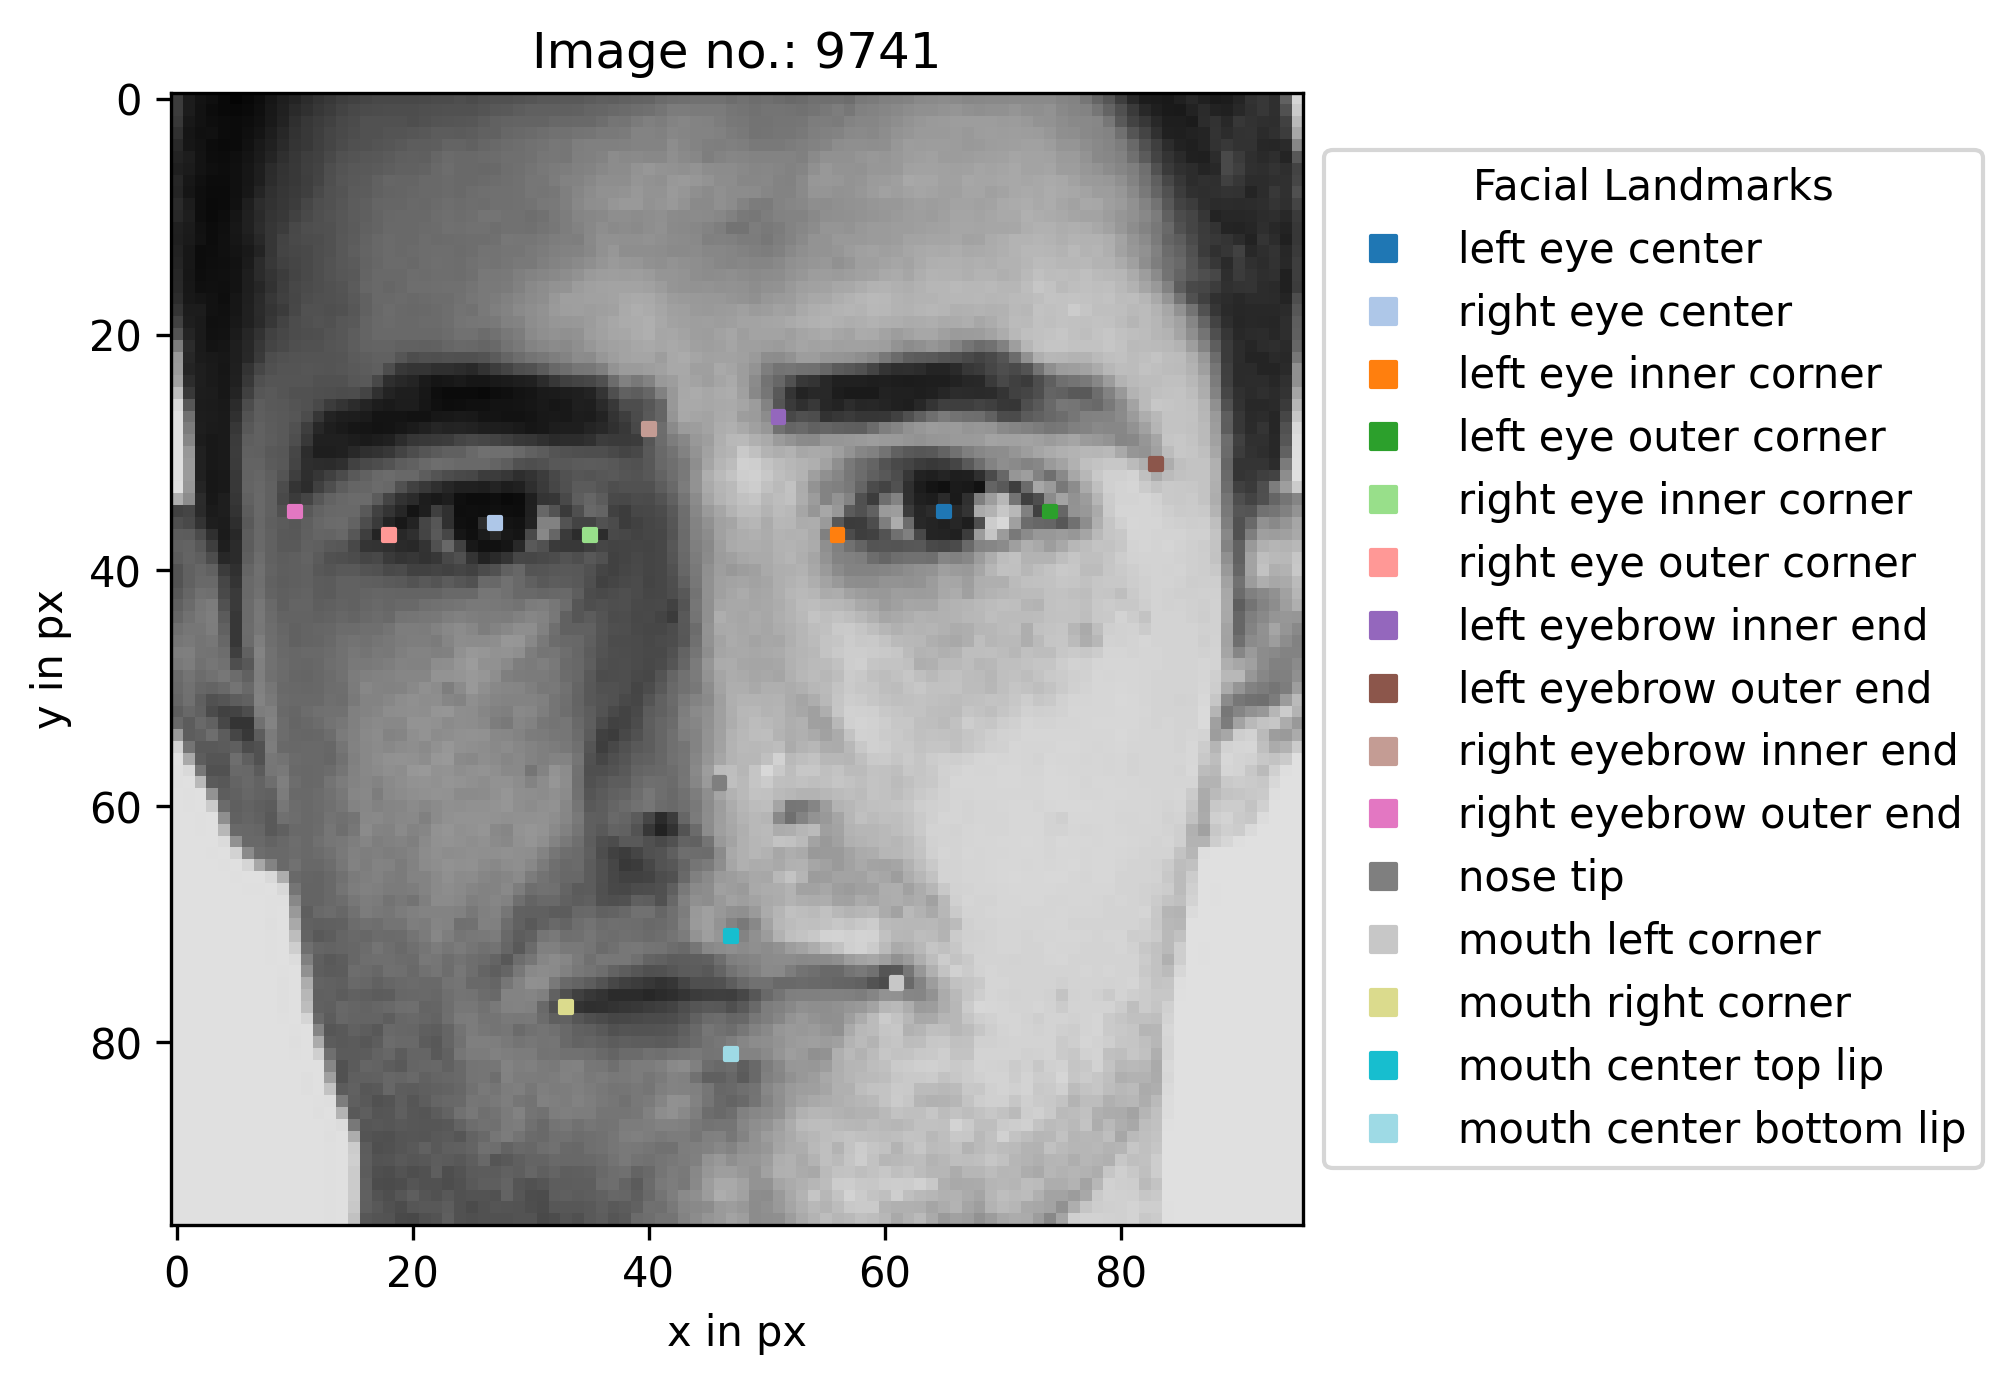 Image no.: 9741
0
20
40
60
80
y in px
0 20 40 60 80
x in px
Facial Landmarks
left eye center
right eye center
left eye inner corner
left eye outer corner
right eye inner corner
right eye outer corner
left eyebrow inner end
left eyebrow outer end
right eyebrow inner end
right eyebrow outer end
nose tip
mouth left corner
mouth right corner
mouth center top lip
mouth center bottom lip